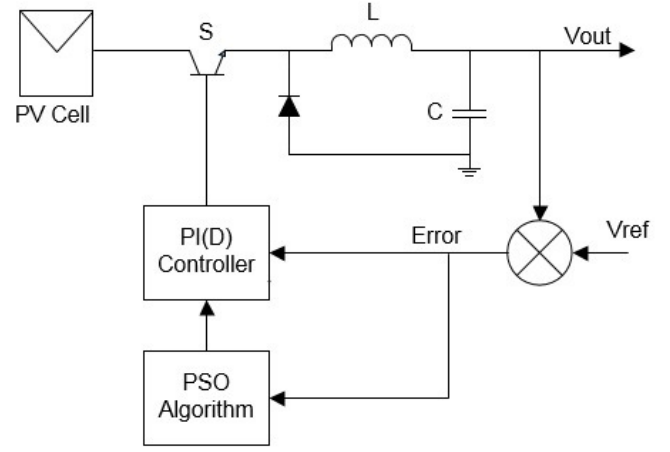 S
L
Vout
PV Cell
C
PI(D)
Controller
Error
Vref
PSO
Algorithm